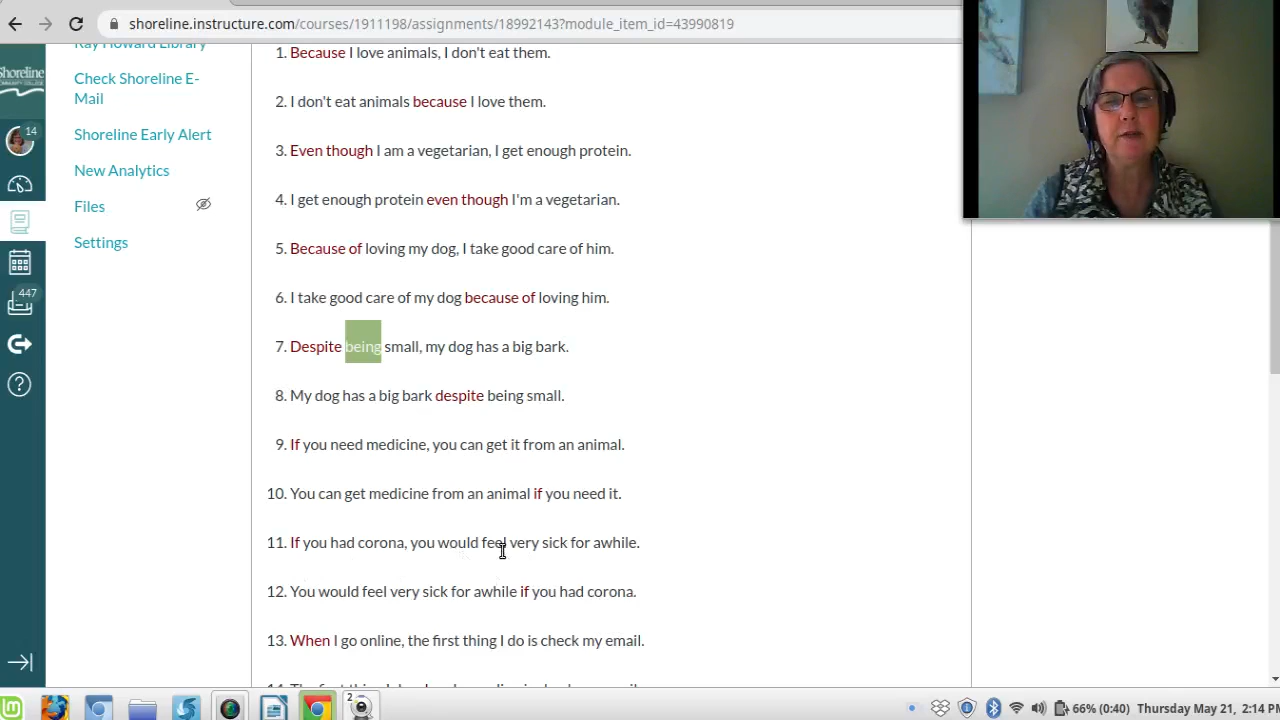 shoreline.instructure.com/courses/1911198/assignments/18992143?module_item_id=43990819
Shoreline
COMMUNITY COLLEGE
14
447
Ray Howard Library
Check Shoreline E-
Mail
Shoreline Early Alert
New Analytics
Files
Settings
1. Because I love animals, I don't eat them.
2. I don't eat animals because I love them.
3. Even though I am a vegetarian, I get enough protein.
4. I get enough protein even though I'm a vegetarian.
5. Because of loving my dog, I take good care of him.
6. I take good care of my dog because of loving him.
7. Despite being small, my dog has a big bark.
8. My dog has a big bark despite being small.
9. If you need medicine, you can get it from an animal.
10. You can get medicine from an animal if you need it.
11. If you had corona, you would feel very sick for awhile.
12. You would feel very sick for awhile if you had corona.
13. When I go online, the first thing I do is check my email.
2
66% (0:40) Thursday May 21, 2:14 PM